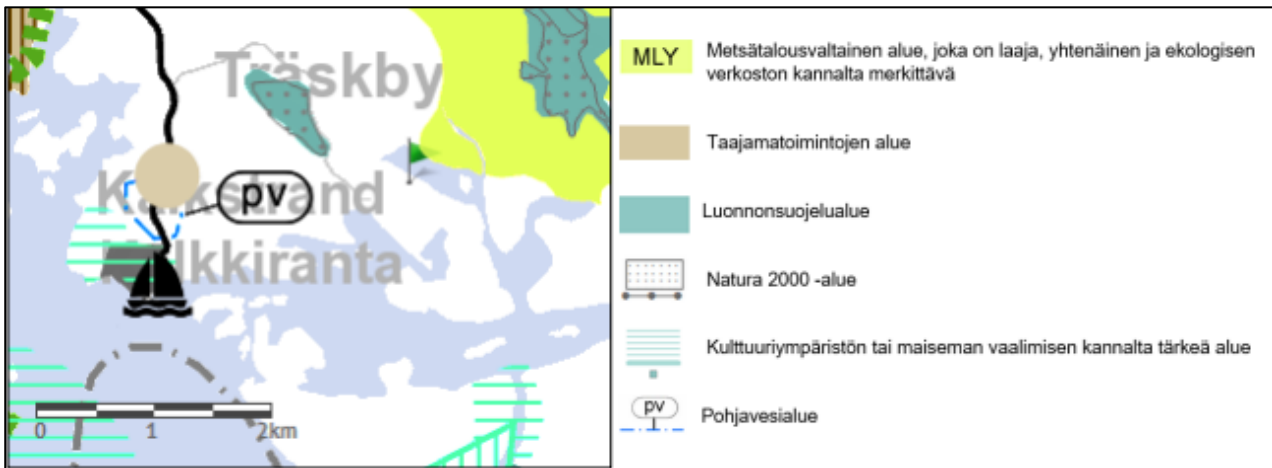 Träskby
Kalkstrand
pv
Kalkkiranta
0 1 2km
MLY
Metsätalousvaltainen alue, joka on laaja, yhtenäinen ja ekologisen
verkoston kannalta merkittävä
Taajamatoimintojen alue
Luonnonsuojelualue
Natura 2000 -alue
Kulttuuriympäristön tai maiseman vaalimisen kannalta tärkeä alue
pv
Pohjavesialue